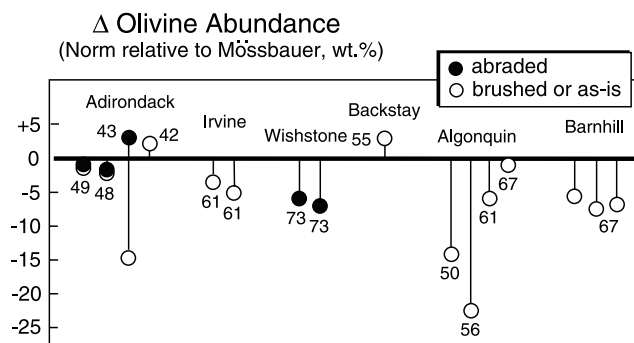 Δ Olivine Abundance
(Norm relative to Mössbauer, wt.%)
● abraded
○ brushed or as-is
Adirondack
Irvine
Wishstone
Backstay
Algonquin
Barnhill
+5
0
-5
-10
-15
-20
-25
49
48
43
42
61
61
73
73
55
50
56
61
67
67